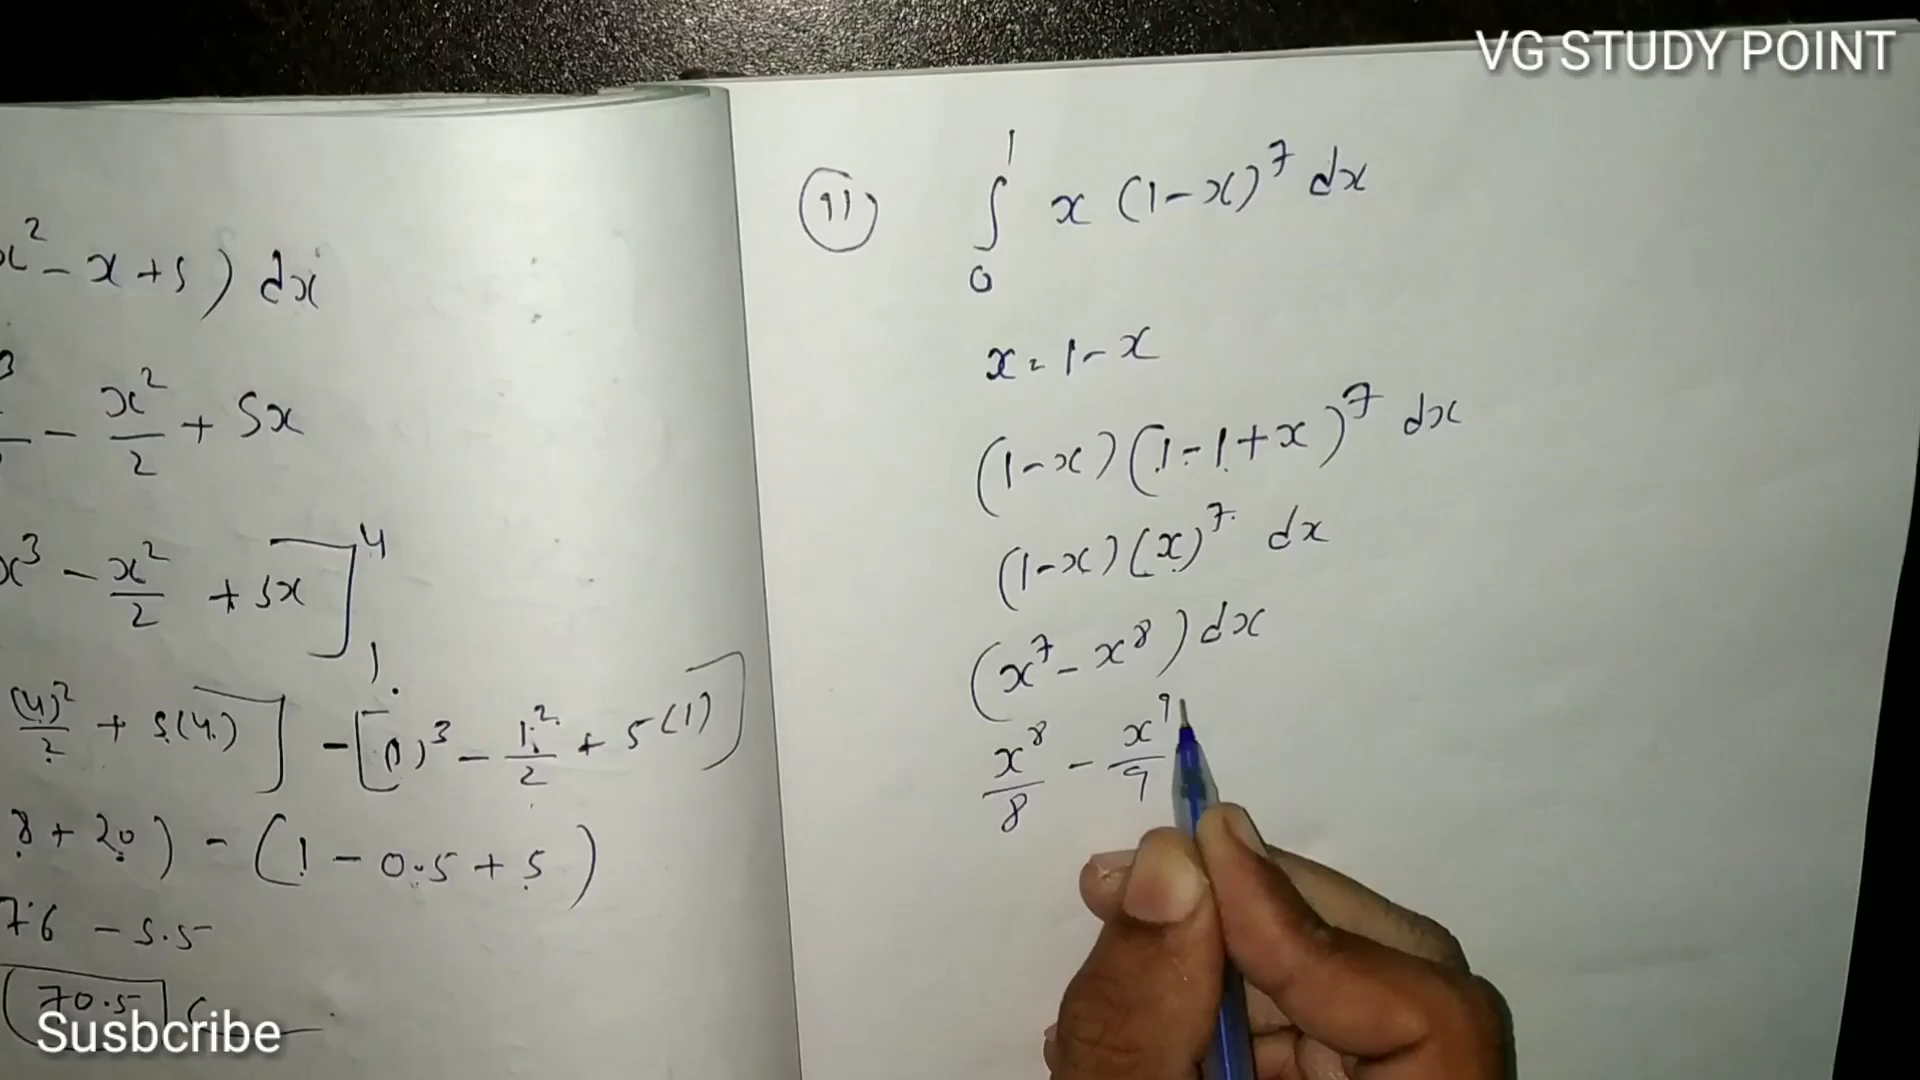 VG STUDY POINT
x² - x + 5) dx
3
- x²/2 + 5x
x³ - x²/2 + 5x]⁴₁
(4)²/2 + 5(4)] - [(1)³ - 1²/2 + 5(1)]
8 + 20) - (1 - 0.5 + 5)
76 - 5.5
70.5
Susbcribe
11) ∫₀¹ x (1-x)⁷ dx
x = 1 - x
(1-x) (1-1+x)⁷ dx
(1-x) (x)⁷ dx
(x⁷ - x⁸) dx
x⁸/8 - x⁹/9